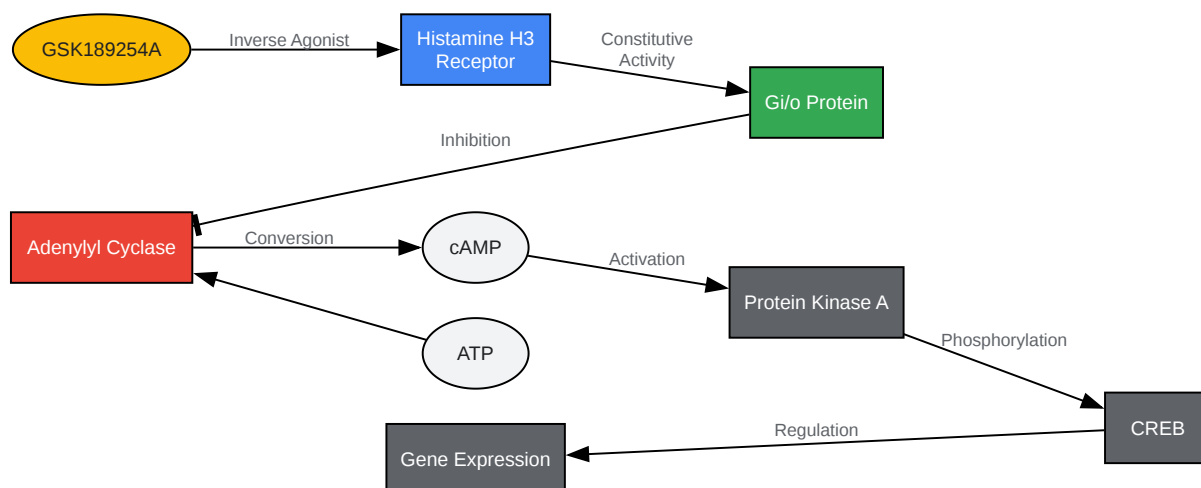 GSK189254A
Inverse Agonist
Histamine H3
Receptor
Constitutive
Activity
Gi/o Protein
Inhibition
Adenylyl Cyclase
Conversion
cAMP
Activation
Protein Kinase A
ATP
Phosphorylation
CREB
Regulation
Gene Expression